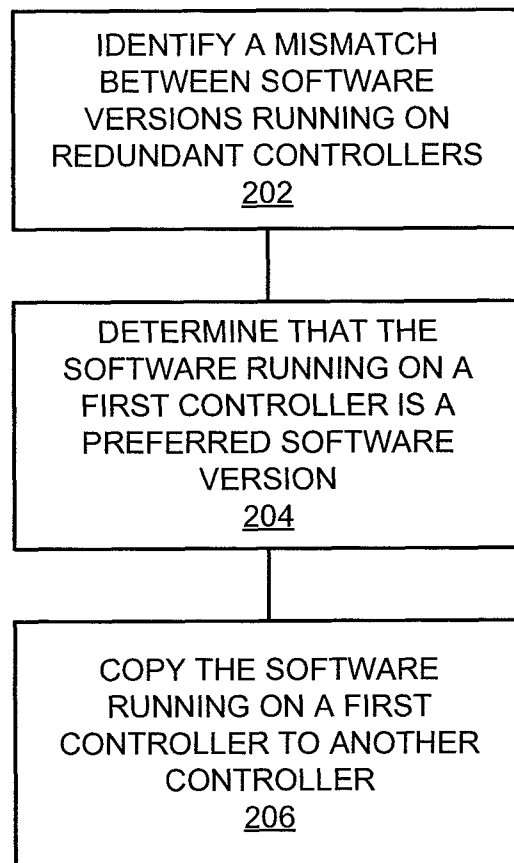 IDENTIFY A MISMATCH
BETWEEN SOFTWARE
VERSIONS RUNNING ON
REDUNDANT CONTROLLERS
202
DETERMINE THAT THE
SOFTWARE RUNNING ON A
FIRST CONTROLLER IS A
PREFERRED SOFTWARE
VERSION
204
COPY THE SOFTWARE
RUNNING ON A FIRST
CONTROLLER TO ANOTHER
CONTROLLER
206